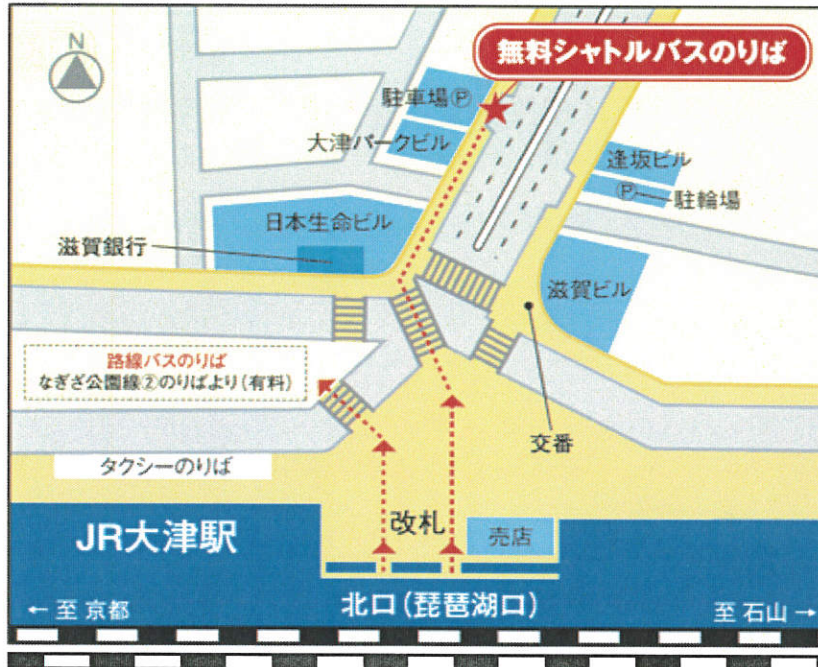 N
無料シャトルバスのりば
駐車場Ⓟ
大津パークビル
逢坂ビル
Ⓟ
駐輪場
日本生命ビル
滋賀銀行
滋賀ビル
路線バスのりば
なぎさ公園線②のりばより(有料)
交番
タクシーのりば
改札
売店
JR大津駅
北口(琵琶湖口)
← 至 京都
至 石山 →